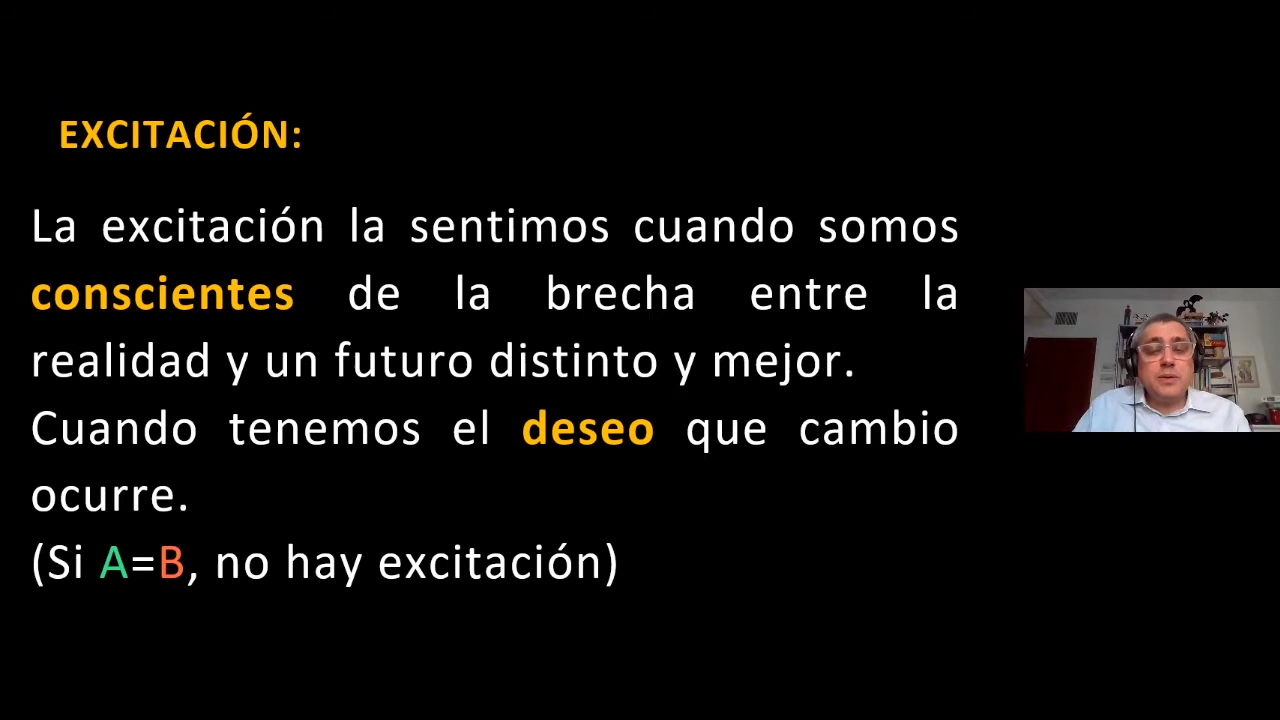 EXCITACIÓN:
La excitación la sentimos cuando somos
conscientes de la brecha entre la
realidad y un futuro distinto y mejor.
Cuando tenemos el deseo que cambio
ocurre.
(Si A=B, no hay excitación)